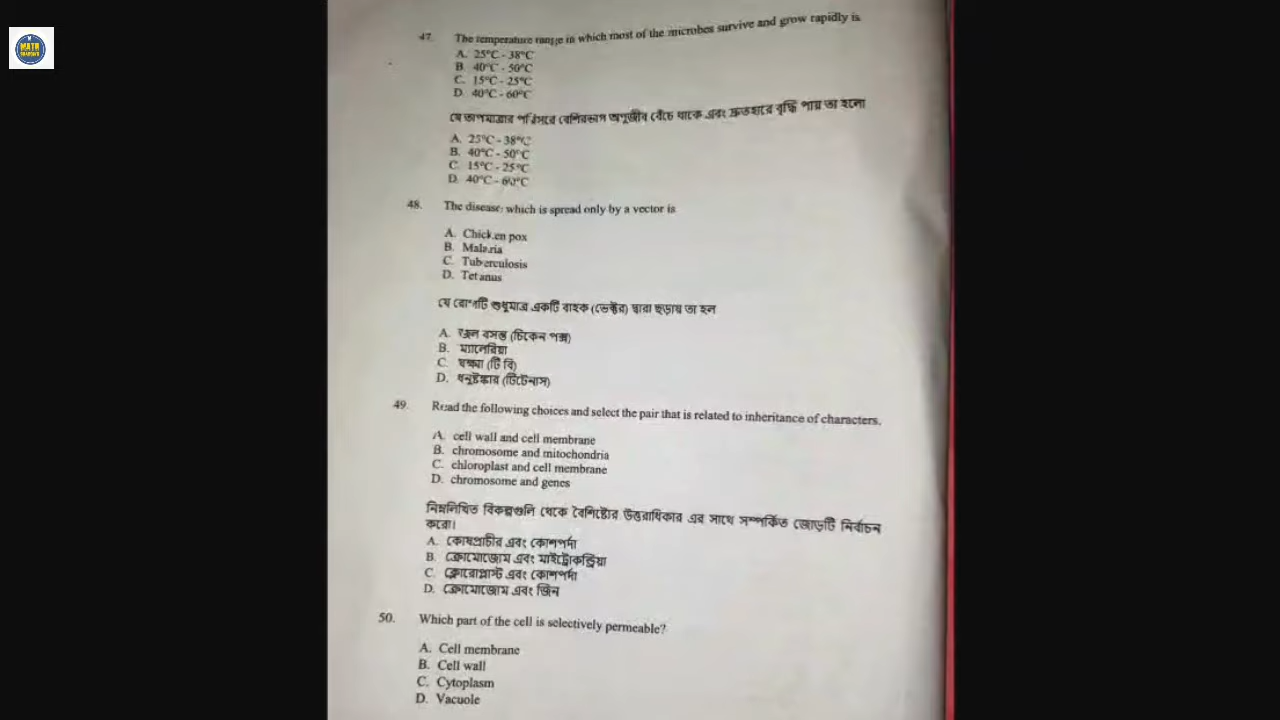 MATH
47. The temperature range in which most of the microbes survive and grow rapidly is
A. 25°C - 38°C
B. 40°C - 50°C
C. 15°C - 25°C
D. 40°C - 60°C
যে তাপমাত্রার পরিসরে বেশিরভাগ অণুজীব বেঁচে থাকে এবং দ্রুতহারে বৃদ্ধি পায় তা হলো
A. 25°C - 38°C
B. 40°C - 50°C
C. 15°C - 25°C
D. 40°C - 60°C
48. The disease, which is spread only by a vector is
A. Chicken pox
B. Malaria
C. Tuberculosis
D. Tetanus
যে রোগটি শুধুমাত্র একটি বাহক (ভেক্টর) দ্বারা ছড়ায় তা হল
A. জল বসন্ত (চিকেন পক্স)
B. ম্যালেরিয়া
C. যক্ষ্মা (টি বি)
D. ধনুষ্টঙ্কার (টিটেনাস)
49. Read the following choices and select the pair that is related to inheritance of characters.
A. cell wall and cell membrane
B. chromosome and mitochondria
C. chloroplast and cell membrane
D. chromosome and genes
নিম্নলিখিত বিকল্পগুলি থেকে বৈশিষ্ট্যের উত্তরাধিকার এর সাথে সম্পর্কিত জোড়টি নির্বাচন
করো।
A. কোষপ্রাচীর এবং কোশপর্দা
B. ক্রোমোজোম এবং মাইট্রোকন্ড্রিয়া
C. ক্লোরোপ্লাস্ট এবং কোশপর্দা
D. ক্রোমোজোম এবং জিন
50. Which part of the cell is selectively permeable?
A. Cell membrane
B. Cell wall
C. Cytoplasm
D. Vacuole